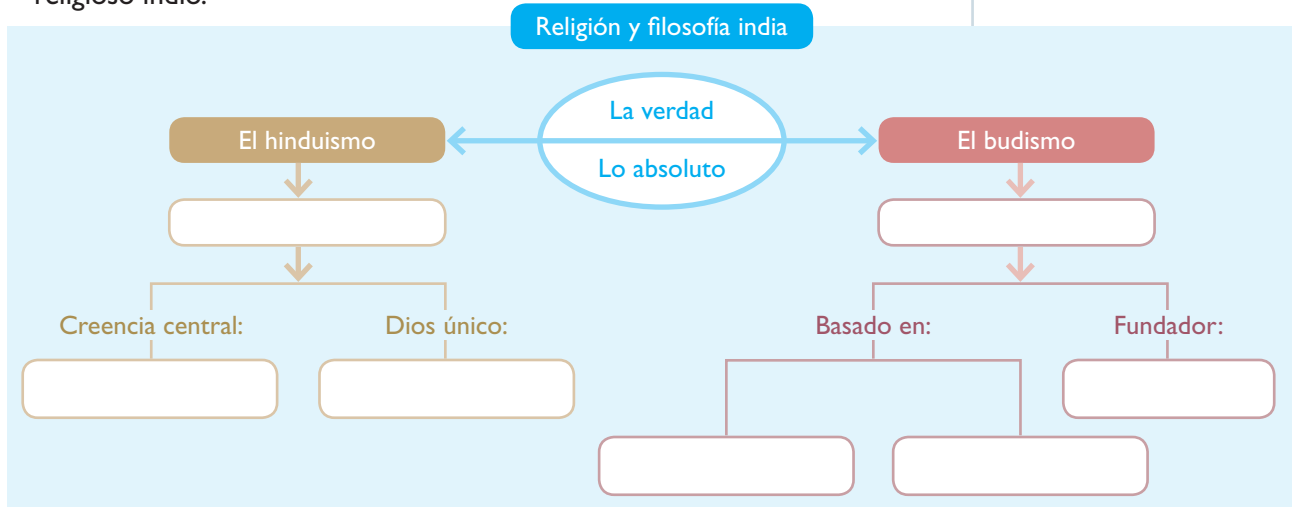 religioso indio.
Religión y filosofía india
La verdad
Lo absoluto
El hinduismo
El budismo
Creencia central:
Dios único:
Basado en:
Fundador: